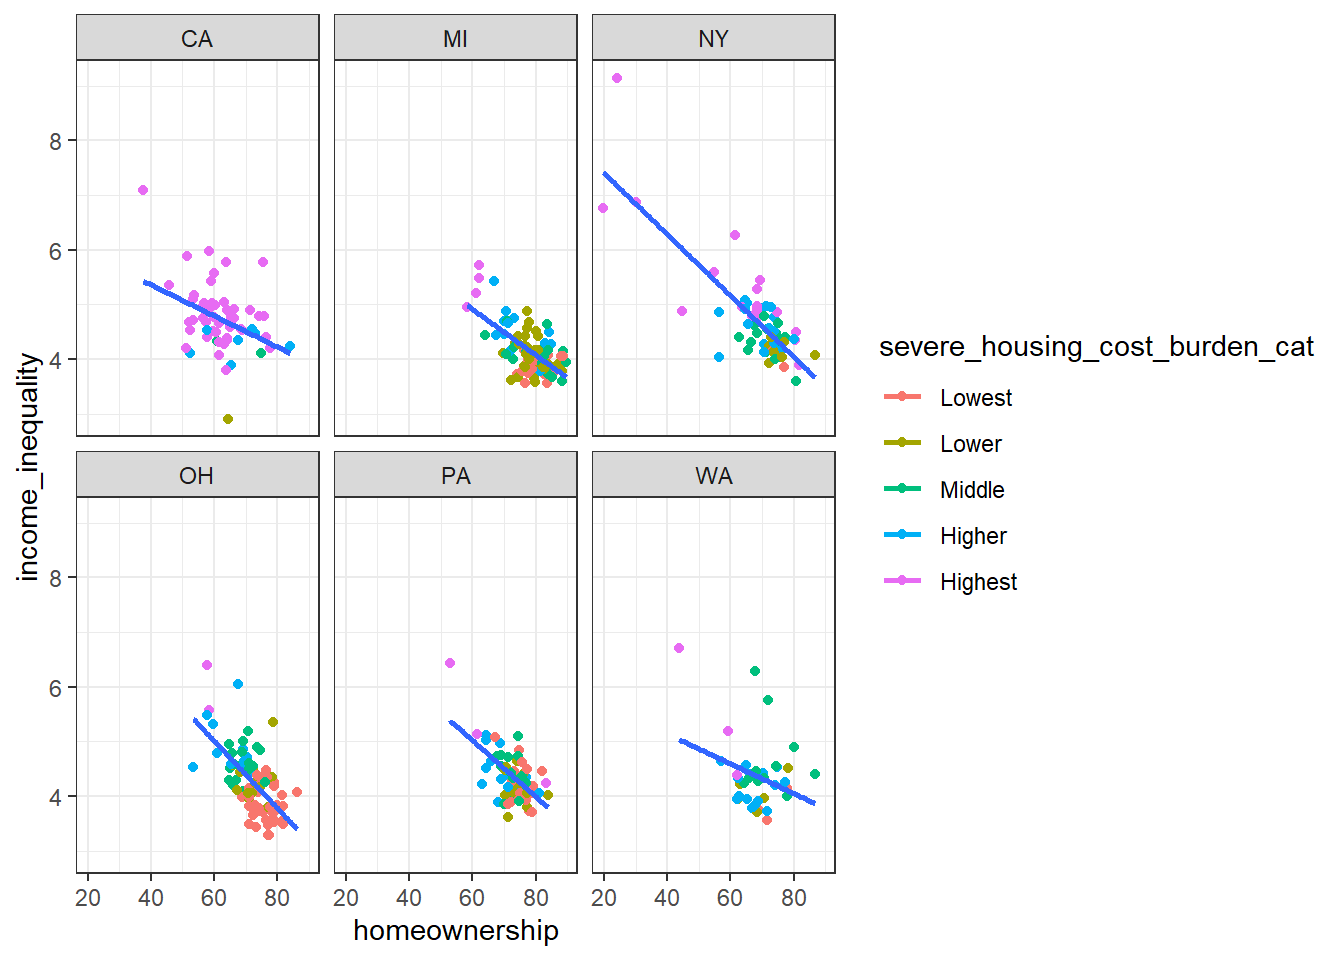 CA
MI
NY
8
6
4
OH
PA
WA
8
6
4
20 40 60 80
20 40 60 80
20 40 60 80
homeownership
income_inequality
severe_housing_cost_burden_cat
Lowest
Lower
Middle
Higher
Highest